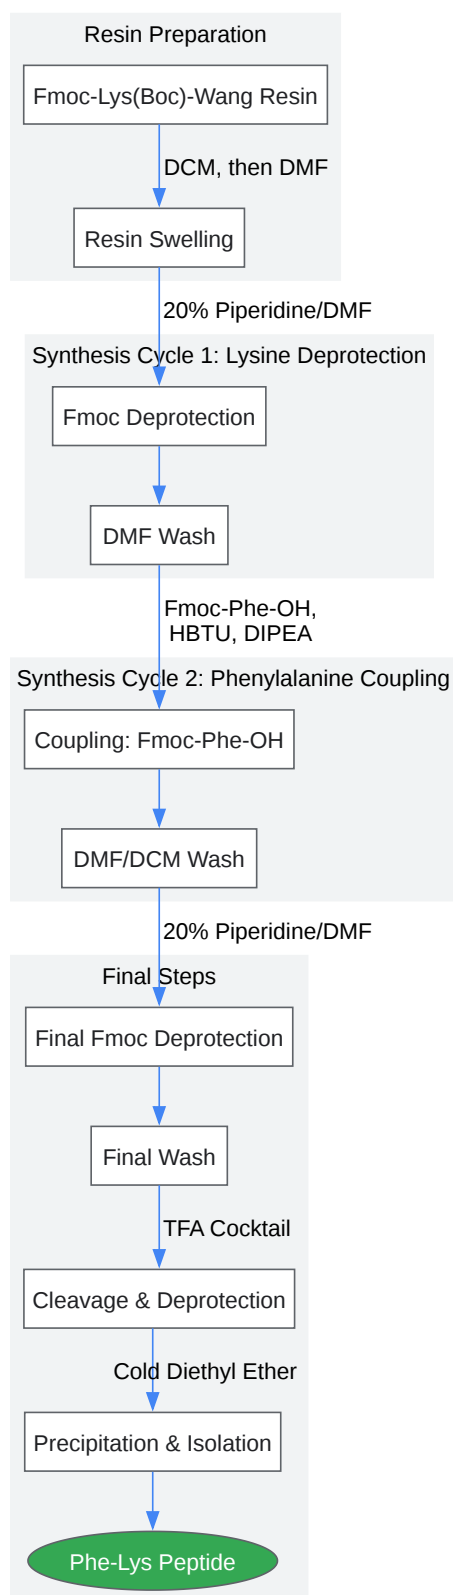 Resin Preparation
Fmoc-Lys(Boc)-Wang Resin
DCM, then DMF
Resin Swelling
20% Piperidine/DMF
Synthesis Cycle 1: Lysine Deprotection
Fmoc Deprotection
DMF Wash
Fmoc-Phe-OH,
HBTU, DIPEA
Synthesis Cycle 2: Phenylalanine Coupling
Coupling: Fmoc-Phe-OH
DMF/DCM Wash
20% Piperidine/DMF
Final Steps
Final Fmoc Deprotection
Final Wash
TFA Cocktail
Cleavage & Deprotection
Cold Diethyl Ether
Precipitation & Isolation
Phe-Lys Peptide